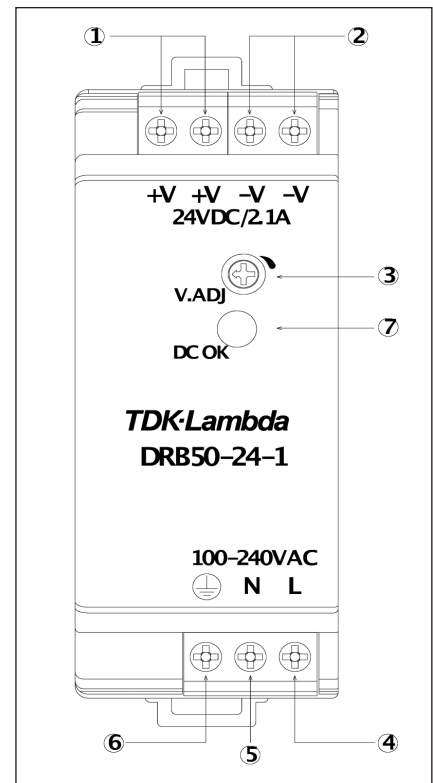 ① ②
+V +V –V –V
24VDC/2.1A
③
V.ADJ
⑦
DC OK
TDK·Lambda
DRB50–24–1
100–240VAC
N L
⑥ ⑤ ④